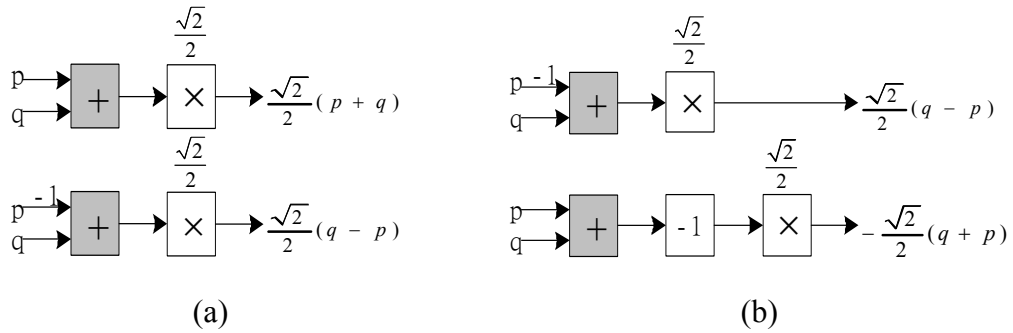 √2/2
p
q
+
×
√2/2 (p + q)
√2/2
p -1
q
+
×
√2/2 (q - p)
(a)
√2/2
p -1
q
+
×
√2/2 (q - p)
√2/2
p
q
+
-1
×
- √2/2 (q + p)
(b)